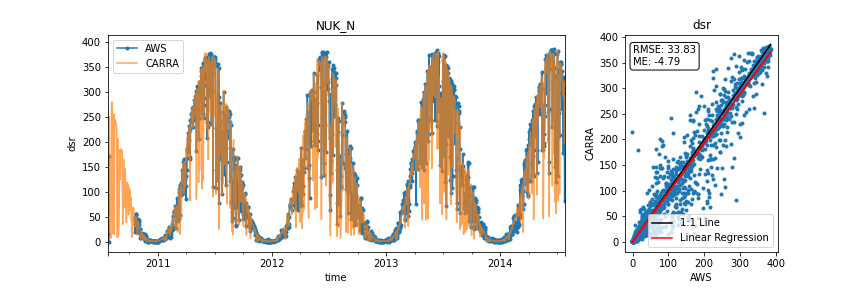 NUK_N
AWS
CARRA
400
350
300
250
200
150
100
50
0
dsr
2011
2012
2013
2014
time
dsr
RMSE: 33.83
ME: -4.79
400
350
300
250
200
150
100
50
0
CARRA
1:1 Line
Linear Regression
0
100
200
300
400
AWS